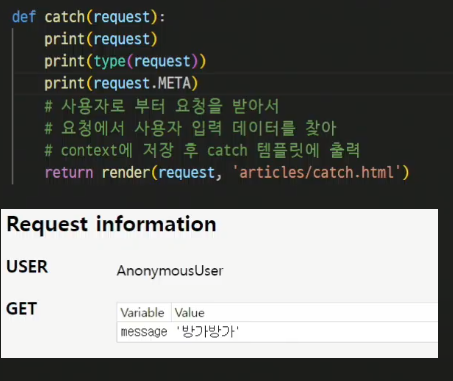 def catch(request):
    print(request)
    print(type(request))
    print(request.META)
    # 사용자로 부터 요청을 받아서
    # 요청에서 사용자 입력 데이터를 찾아
    # context에 저장 후 catch 템플릿에 출력
    return render(request, 'articles/catch.html')
Request information
USER AnonymousUser
GET Variable Value
message '방가방가'